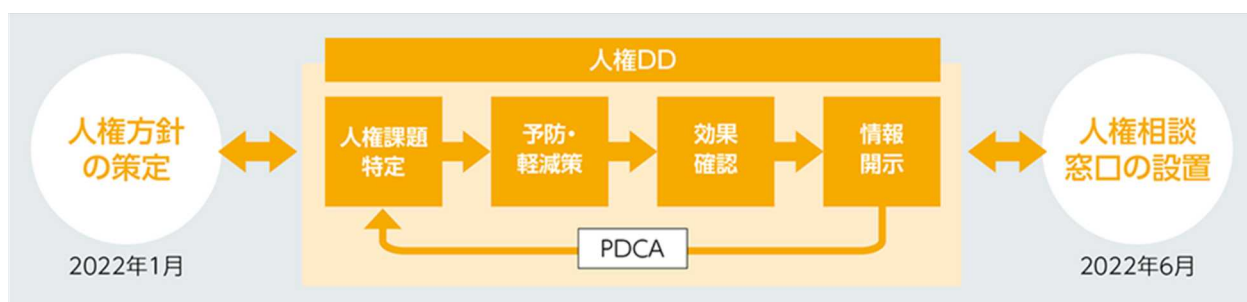 人権DD
人権方針
の策定
2022年1月
人権課題
特定
予防・
軽減策
効果
確認
情報
開示
PDCA
人権相談
窓口の設置
2022年6月